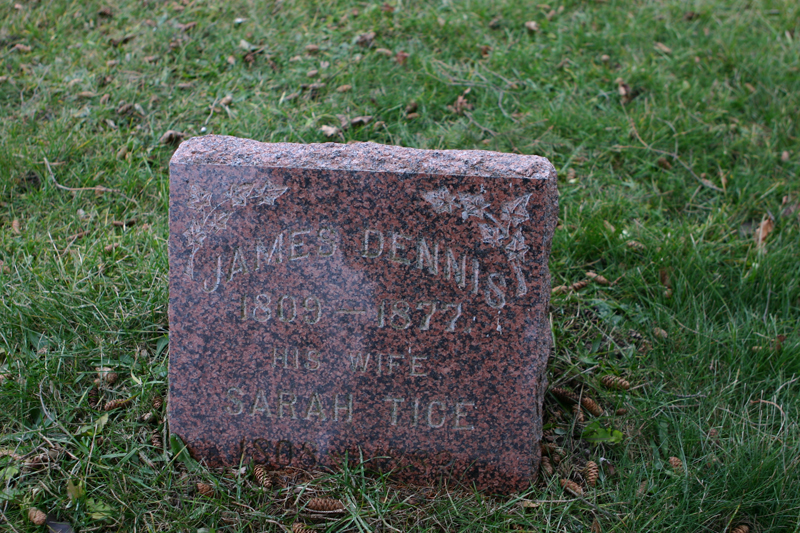 JAMES DENNIS
1809 — 1877.
HIS WIFE
SARAH TICE